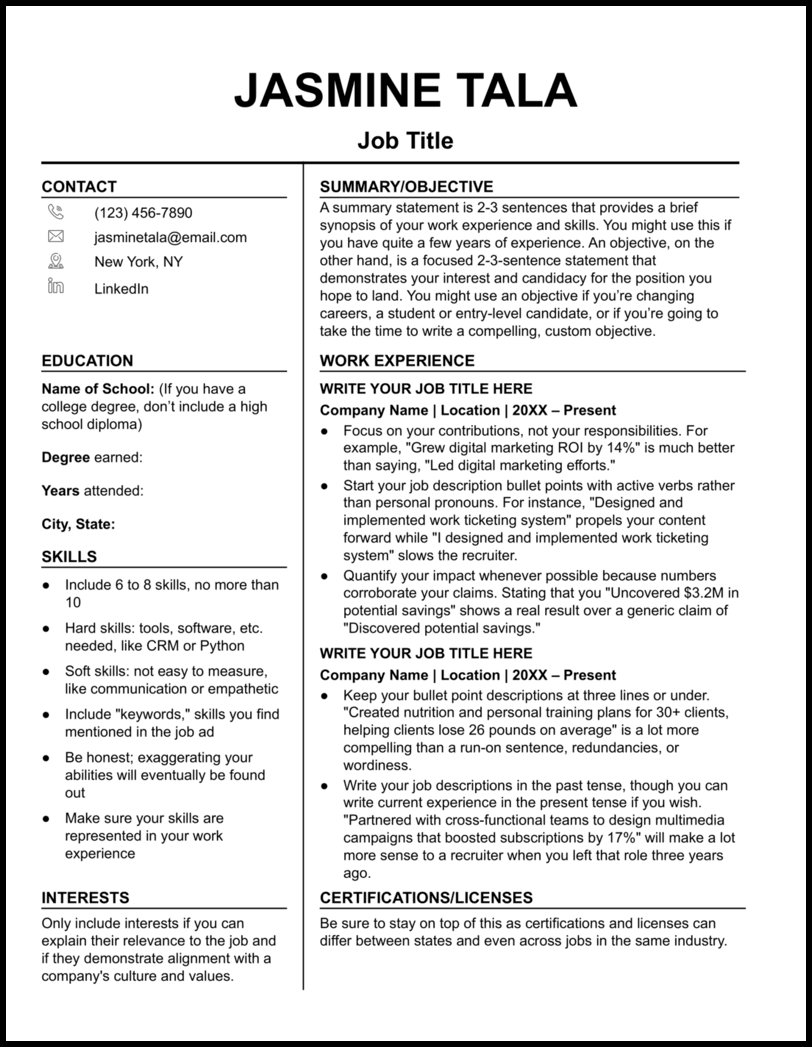 JASMINE TALA
Job Title
CONTACT
(123) 456-7890
jasminetala@email.com
New York, NY
in
LinkedIn
EDUCATION
Name of School: (If you have a
college degree, don’t include a high
school diploma)
Degree earned:
Years attended:
City, State:
SKILLS
● Include 6 to 8 skills, no more than
10
● Hard skills: tools, software, etc.
needed, like CRM or Python
● Soft skills: not easy to measure,
like communication or empathetic
● Include "keywords," skills you find
mentioned in the job ad
● Be honest; exaggerating your
abilities will eventually be found
out
● Make sure your skills are
represented in your work
experience
INTERESTS
Only include interests if you can
explain their relevance to the job and
if they demonstrate alignment with a
company's culture and values.
SUMMARY/OBJECTIVE
A summary statement is 2-3 sentences that provides a brief
synopsis of your work experience and skills. You might use this if
you have quite a few years of experience. An objective, on the
other hand, is a focused 2-3-sentence statement that
demonstrates your interest and candidacy for the position you
hope to land. You might use an objective if you’re changing
careers, a student or entry-level candidate, or if you’re going to
take the time to write a compelling, custom objective.
WORK EXPERIENCE
WRITE YOUR JOB TITLE HERE
Company Name | Location | 20XX – Present
● Focus on your contributions, not your responsibilities. For
example, "Grew digital marketing ROI by 14%" is much better
than saying, "Led digital marketing efforts."
● Start your job description bullet points with active verbs rather
than personal pronouns. For instance, "Designed and
implemented work ticketing system" propels your content
forward while "I designed and implemented work ticketing
system" slows the recruiter.
● Quantify your impact whenever possible because numbers
corroborate your claims. Stating that you "Uncovered $3.2M in
potential savings" shows a real result over a generic claim of
"Discovered potential savings."
WRITE YOUR JOB TITLE HERE
Company Name | Location | 20XX – Present
● Keep your bullet point descriptions at three lines or under.
"Created nutrition and personal training plans for 30+ clients,
helping clients lose 26 pounds on average" is a lot more
compelling than a run-on sentence, redundancies, or
wordiness.
● Write your job descriptions in the past tense, though you can
write current experience in the present tense if you wish.
"Partnered with cross-functional teams to design multimedia
campaigns that boosted subscriptions by 17%" will make a lot
more sense to a recruiter when you left that role three years
ago.
CERTIFICATIONS/LICENSES
Be sure to stay on top of this as certifications and licenses can
differ between states and even across jobs in the same industry.